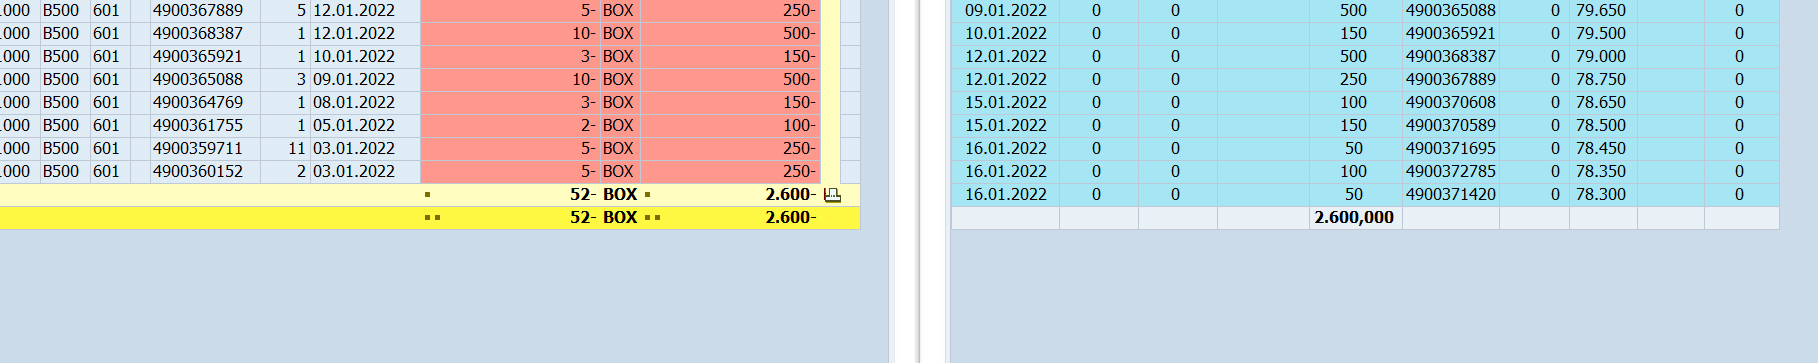 1000 B500 601 4900367889 5 12.01.2022 5- BOX 250-
1000 B500 601 4900368387 1 12.01.2022 10- BOX 500-
1000 B500 601 4900365921 1 10.01.2022 3- BOX 150-
1000 B500 601 4900365088 3 09.01.2022 10- BOX 500-
1000 B500 601 4900364769 1 08.01.2022 3- BOX 150-
1000 B500 601 4900361755 1 05.01.2022 2- BOX 100-
1000 B500 601 4900359711 11 03.01.2022 5- BOX 250-
1000 B500 601 4900360152 2 03.01.2022 5- BOX 250-
▪ 52- BOX ▪ 2.600-
▪▪ 52- BOX ▪▪ 2.600-
09.01.2022 0 0 500 4900365088 0 79.650 0
10.01.2022 0 0 150 4900365921 0 79.500 0
12.01.2022 0 0 500 4900368387 0 79.000 0
12.01.2022 0 0 250 4900367889 0 78.750 0
15.01.2022 0 0 100 4900370608 0 78.650 0
15.01.2022 0 0 150 4900370589 0 78.500 0
16.01.2022 0 0 50 4900371695 0 78.450 0
16.01.2022 0 0 100 4900372785 0 78.350 0
16.01.2022 0 0 50 4900371420 0 78.300 0
2.600,000